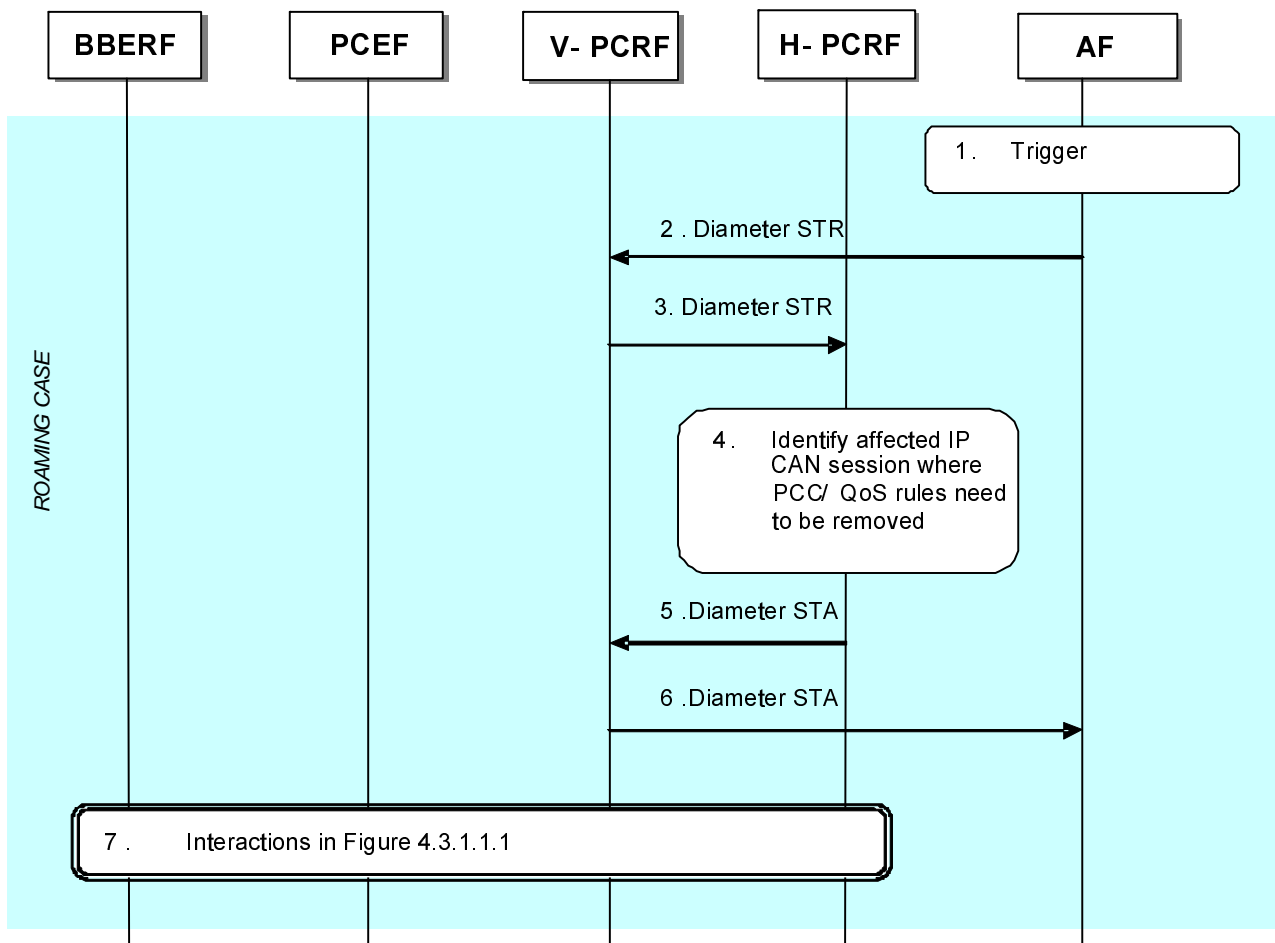 BBERF
PCEF
V- PCRF
H- PCRF
AF
1. Trigger
2 . Diameter STR
3. Diameter STR
ROAMING CASE
4. Identify affected IP
CAN session where
PCC/ QoS rules need
to be removed
5 .Diameter STA
6 .Diameter STA
7 . Interactions in Figure 4.3.1.1.1